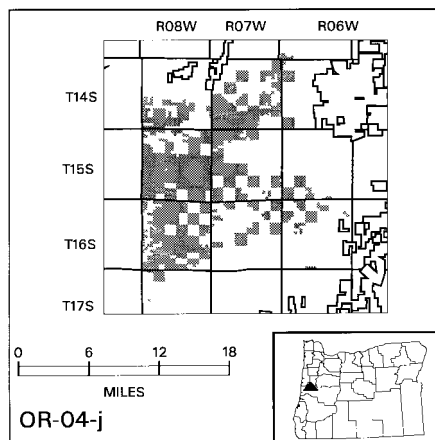 R08W R07W R06W
T14S
T15S
T16S
T17S
0 6 12 18
MILES
OR-04-j